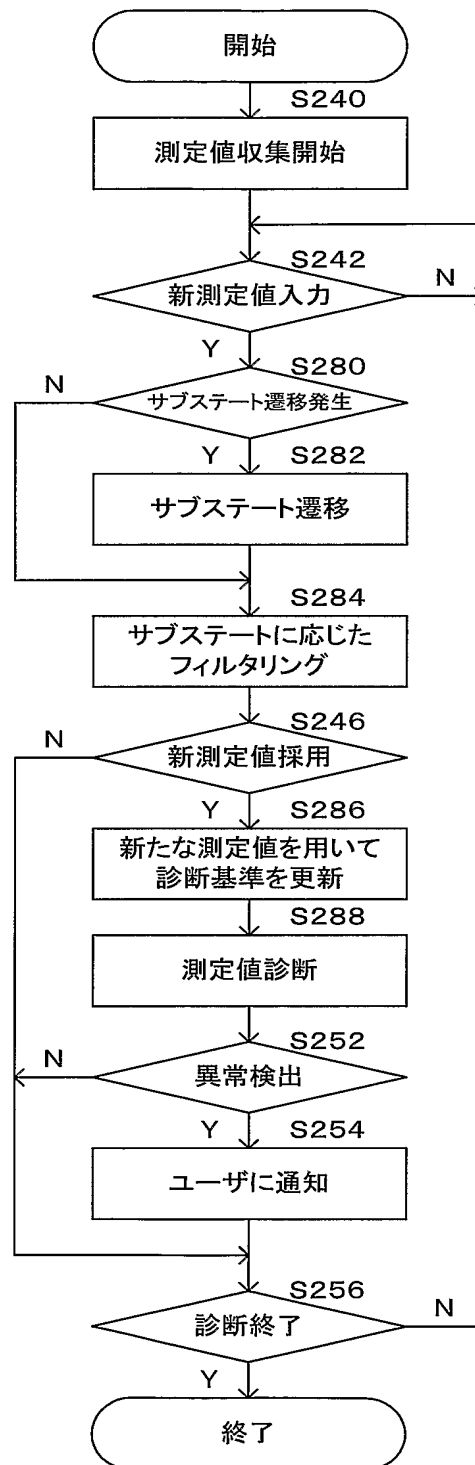 開始
S240
測定値収集開始
S242
新測定値入力
N
Y
S280
N
サブステート遷移発生
Y
S282
サブステート遷移
S284
サブステートに応じた
フィルタリング
S246
N
新測定値採用
Y
S286
新たな測定値を用いて
診断基準を更新
S288
測定値診断
S252
N
異常検出
Y
S254
ユーザに通知
S256
診断終了
N
Y
終了